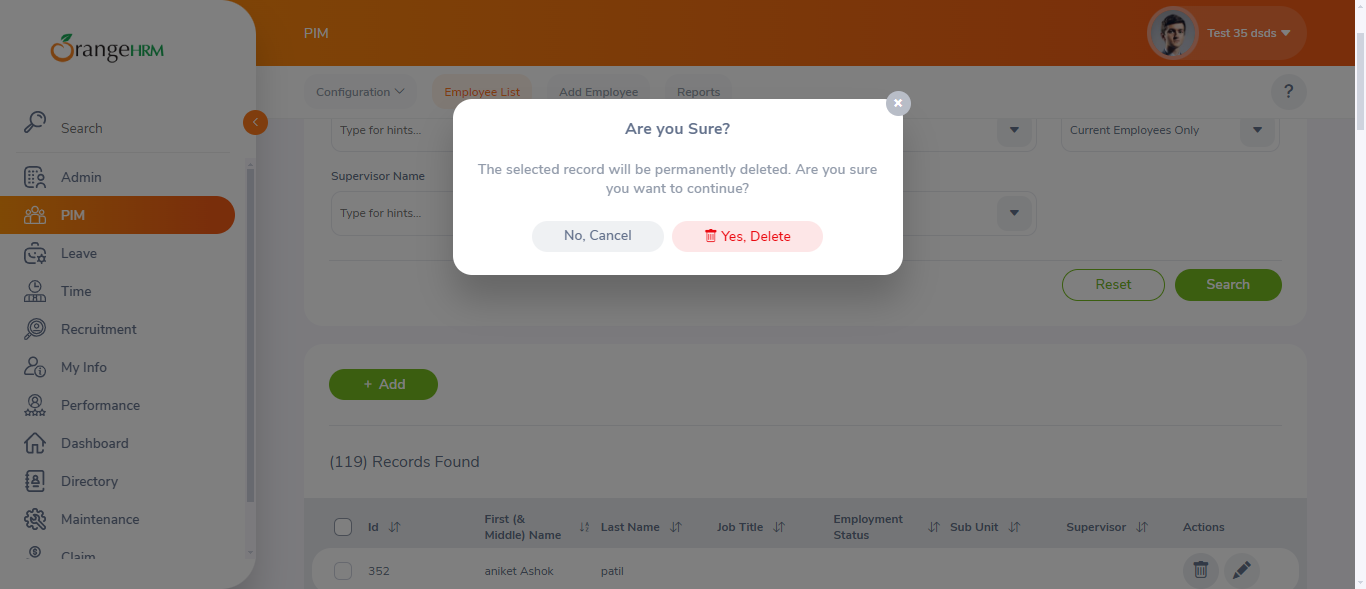 OrangeHRM
PIM
Test 35 dsds
Search
Configuration
Employee List
Add Employee
Reports
?
Admin
PIM
Leave
Time
Recruitment
My Info
Performance
Dashboard
Directory
Maintenance
Claim
Type for hints...
Current Employees Only
Supervisor Name
Type for hints...
Are you Sure?
The selected record will be permanently deleted. Are you sure
you want to continue?
No, Cancel
Yes, Delete
Reset
Search
+ Add
(119) Records Found
Id
First (&
Middle) Name
Last Name
Job Title
Employment
Status
Sub Unit
Supervisor
Actions
352
aniket Ashok
patil